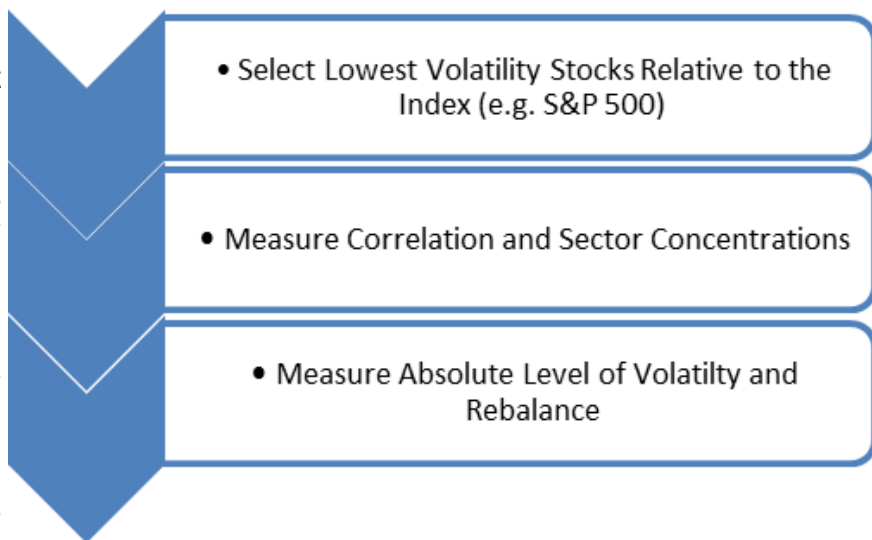 • Select Lowest Volatility Stocks Relative to the
Index (e.g. S&P 500)
• Measure Correlation and Sector Concentrations
• Measure Absolute Level of Volatilty and
Rebalance